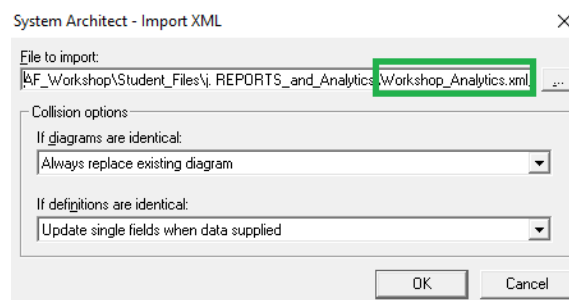 System Architect - Import XML
File to import:
AF_Workshop\Student_Files\j. REPORTS_and_Analytics\Workshop_Analytics.xml ...
Collision options
If diagrams are identical:
Always replace existing diagram
If definitions are identical:
Update single fields when data supplied
OK Cancel